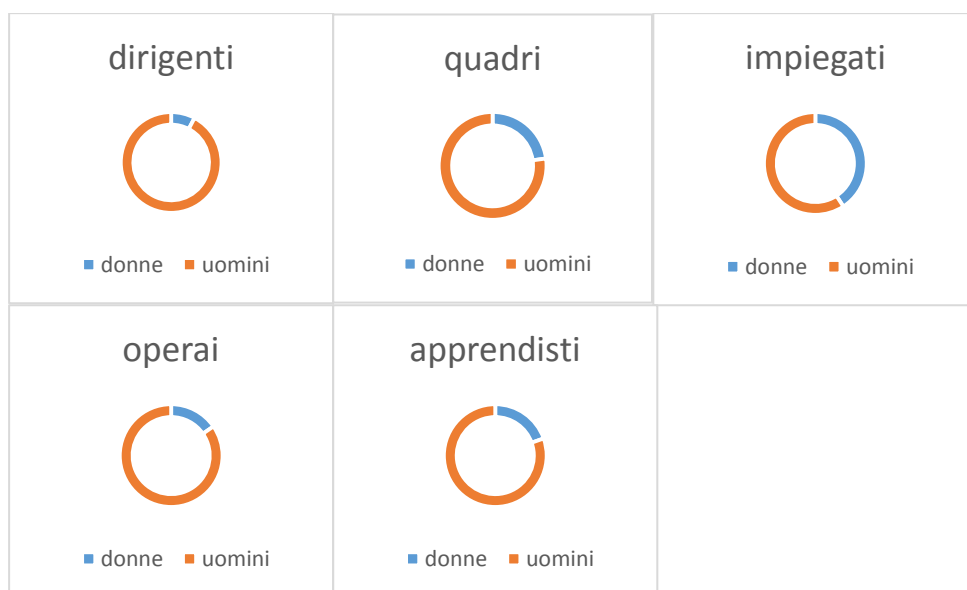 dirigenti
donne uomini
quadri
donne uomini
impiegati
donne uomini
operai
donne uomini
apprendisti
donne uomini